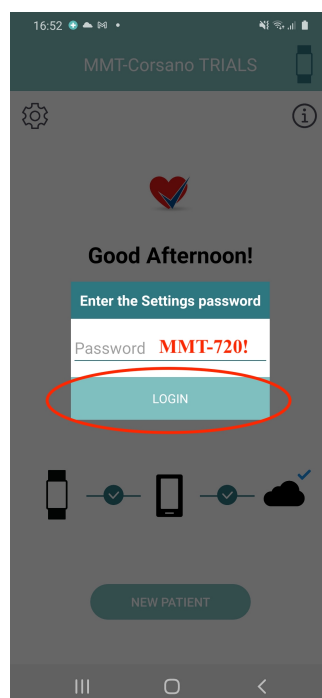 16:52
MMT-Corsano TRIALS
Good Afternoon!
Enter the Settings password
Password MMT-720!
LOGIN
NEW PATIENT